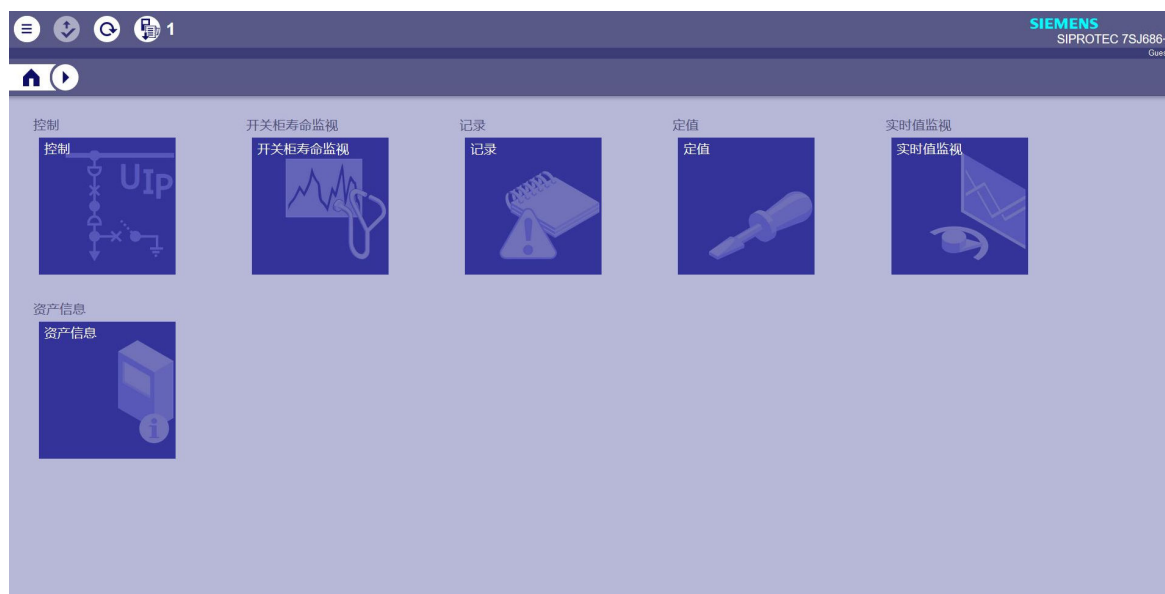 1
SIEMENS
SIPROTEC 7SJ686-
Gues
控制
开关柜寿命监视
记录
定值
实时值监视
控制
UIP
开关柜寿命监视
记录
定值
实时值监视
资产信息
资产信息